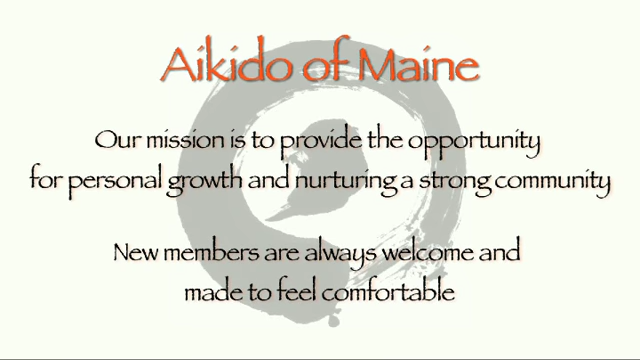 Aikido of Maine
Our mission is to provide the opportunity
for personal growth and nurturing a strong community
New members are always welcome and
made to feel comfortable